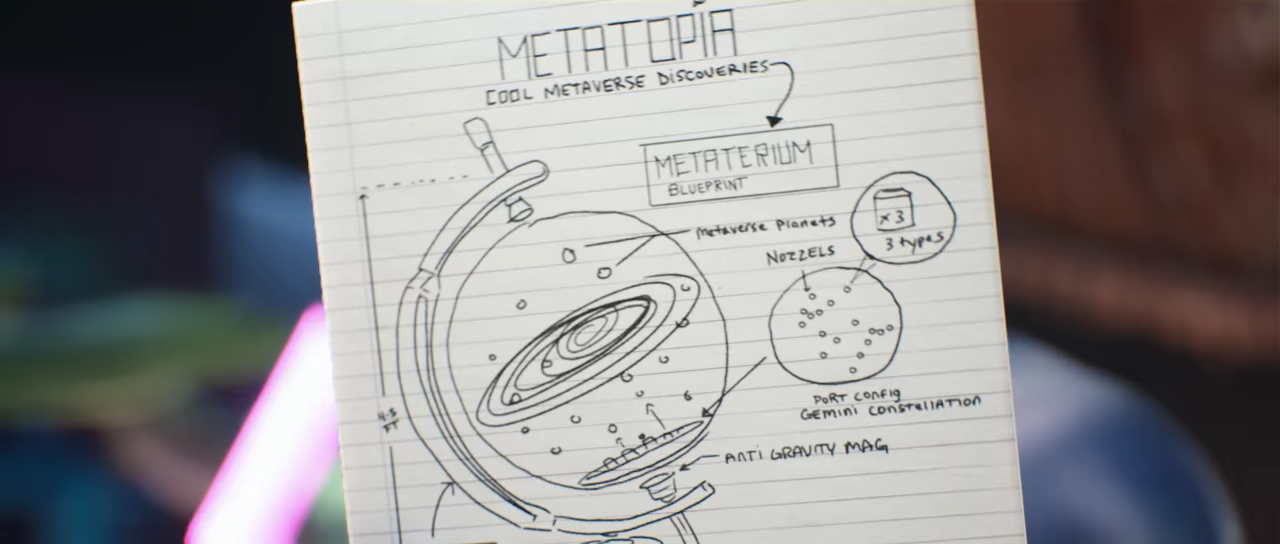 METATOPIA
COOL METAVERSE DISCOVERIES
METATERIUM
BLUEPRINT
x3
3 types
metaverse Planets
NOZZELS
PORT CONFIG
GEMINI CONSTELLATION
4.5
FT
ANTI GRAVITY MAG